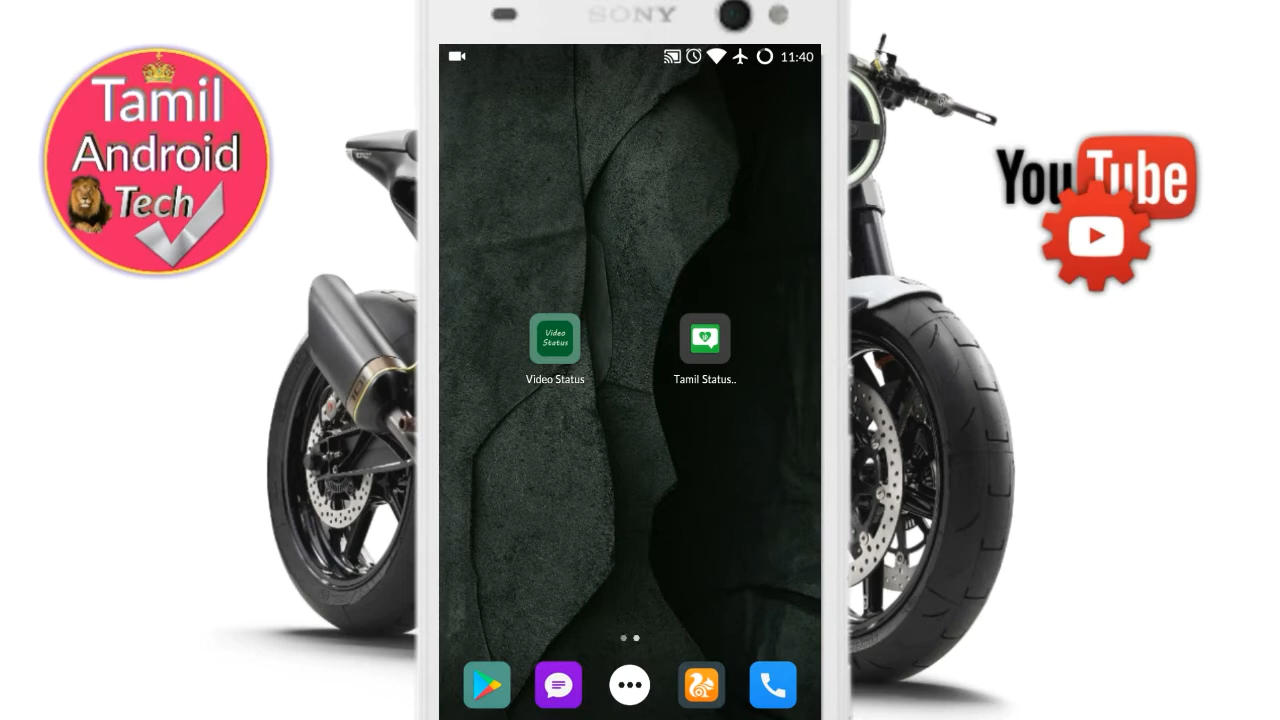 SONY
11:40
Tamil
Android
Tech
YouTube
Video
Status
Video Status
Tamil Status..